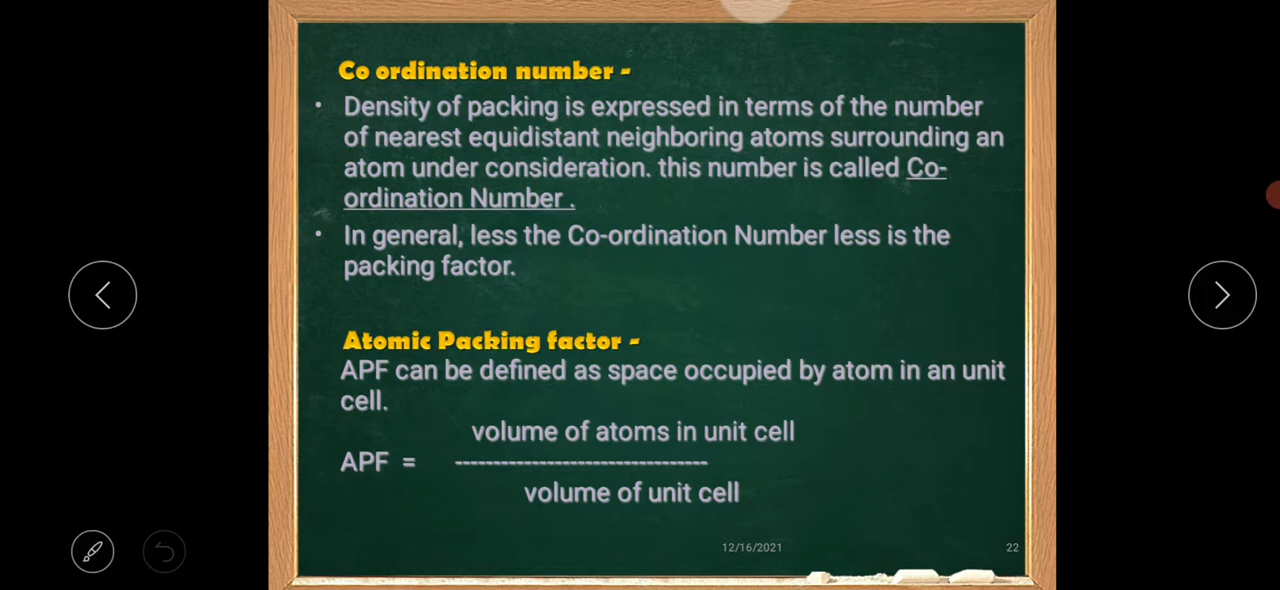 Co ordination number -
• Density of packing is expressed in terms of the number
of nearest equidistant neighboring atoms surrounding an
atom under consideration. this number is called Co-
ordination Number .
• In general, less the Co-ordination Number less is the
packing factor.
Atomic Packing factor -
APF can be defined as space occupied by atom in an unit
cell.
volume of atoms in unit cell
APF = ---------------------------------
volume of unit cell
12/16/2021 22